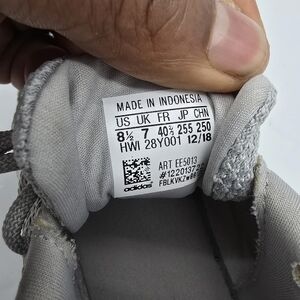 MADE IN INDONESIA
US UK FR JP CHN
8½ 7 40⅔ 255 250
HWI 28Y001 12/18
ART EE5013
adidas